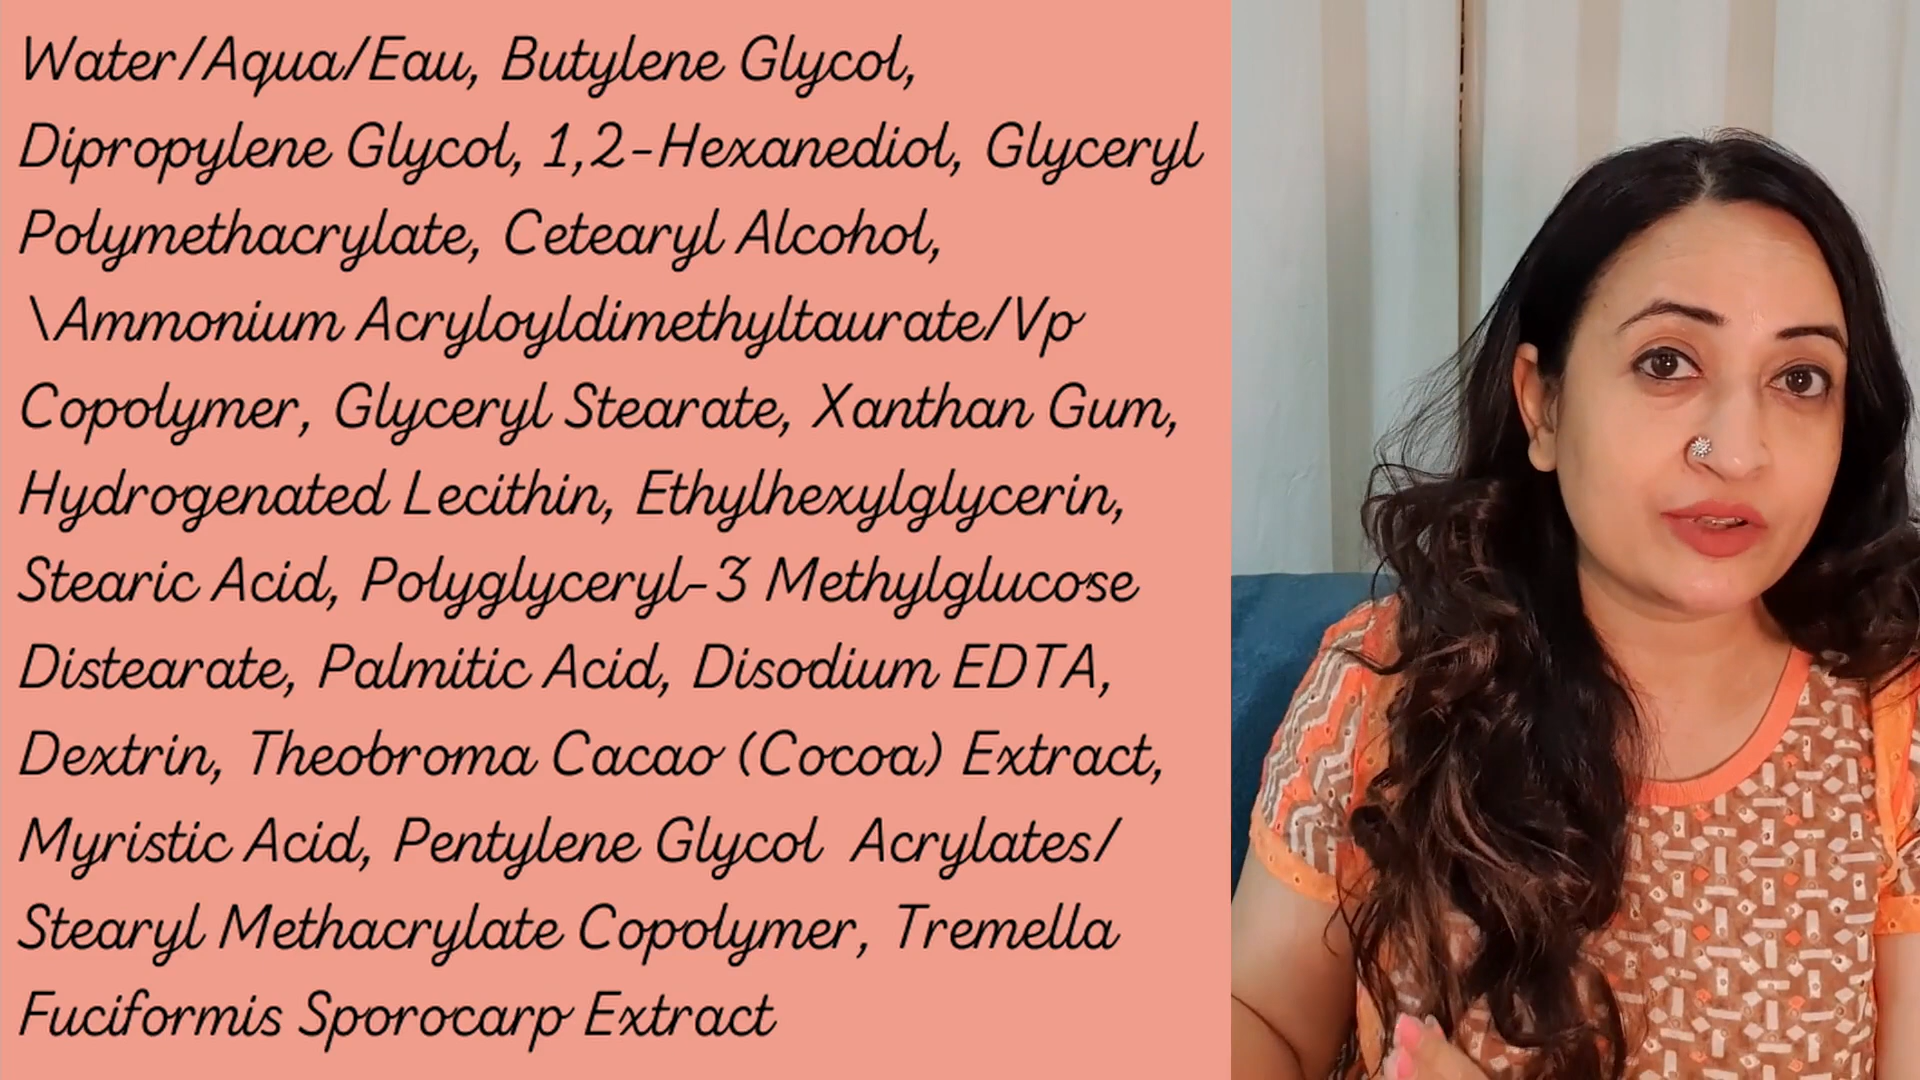 Water/Aqua/Eau, Butylene Glycol,
Dipropylene Glycol, 1,2-Hexanediol, Glyceryl
Polymethacrylate, Cetearyl Alcohol,
\Ammonium Acryloyldimethyltaurate/Vp
Copolymer, Glyceryl Stearate, Xanthan Gum,
Hydrogenated Lecithin, Ethylhexylglycerin,
Stearic Acid, Polyglyceryl-3 Methylglucose
Distearate, Palmitic Acid, Disodium EDTA,
Dextrin, Theobroma Cacao (Cocoa) Extract,
Myristic Acid, Pentylene Glycol  Acrylates/
Stearyl Methacrylate Copolymer, Tremella
Fuciformis Sporocarp Extract